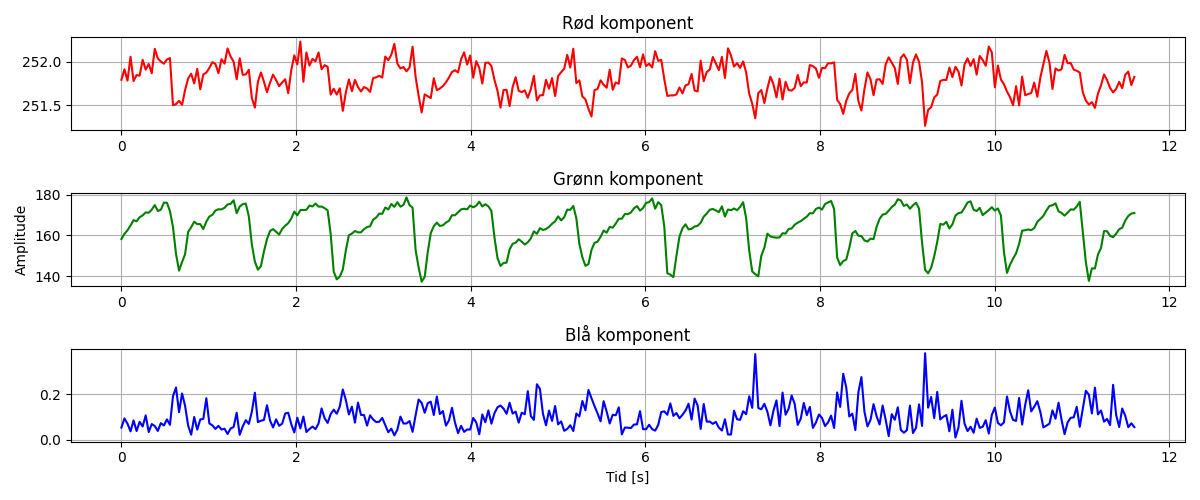 Rød komponent
252.0
251.5
0 2 4 6 8 10 12
Grønn komponent
180
160
140
Amplitude
0 2 4 6 8 10 12
Blå komponent
0.2
0.0
0 2 4 6 8 10 12
Tid [s]